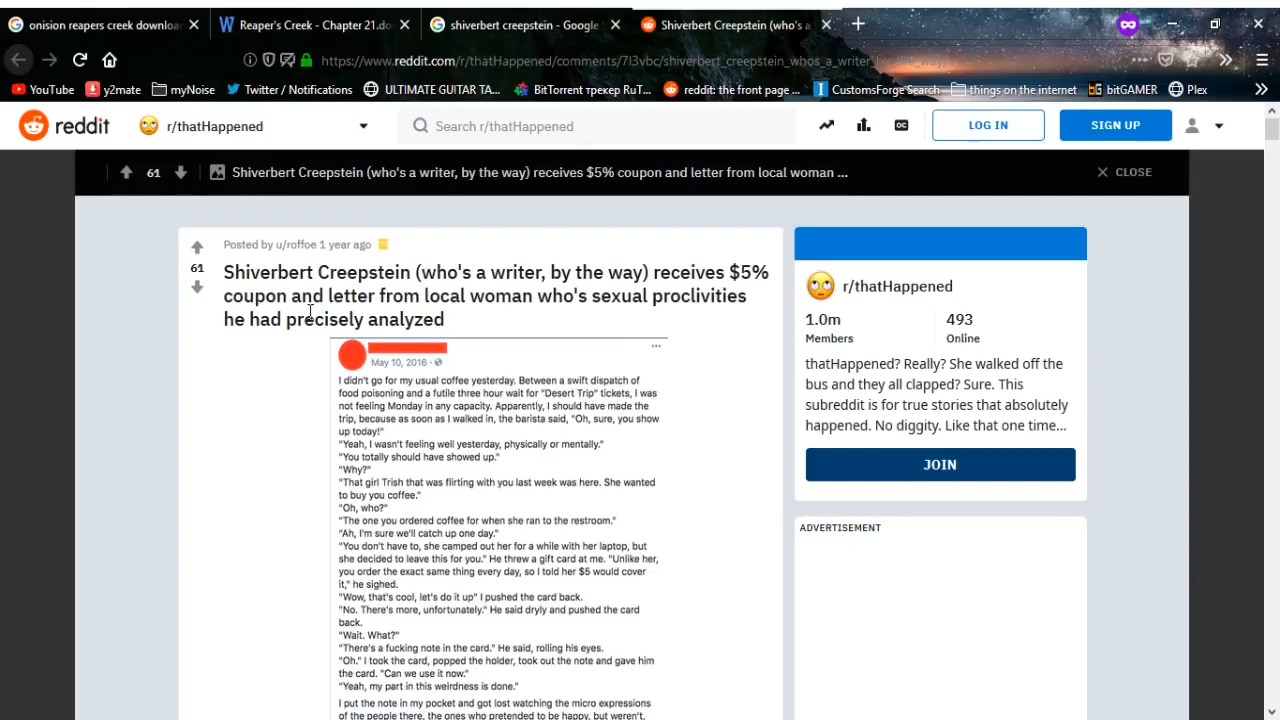 onision reapers creek downloa
Reaper's Creek - Chapter 21.do
shiverbert creepstein - Google
Shiverbert Creepstein (who's a
https://www.reddit.com/r/thatHappened/comments/7l3vbc/shiverbert_creepstein_whos_a_writer_by_the_way
YouTube
y2mate
myNoise
Twitter / Notifications
ULTIMATE GUITAR TA...
BitTorrent трекер RuT...
reddit: the front page ...
CustomsForge Search
things on the internet
bitGAMER
Plex
reddit
r/thatHappened
Search r/thatHappened
LOG IN
SIGN UP
61
Shiverbert Creepstein (who's a writer, by the way) receives $5% coupon and letter from local woman ...
CLOSE
Posted by u/roffoe 1 year ago
61
Shiverbert Creepstein (who's a writer, by the way) receives $5%
coupon and letter from local woman who's sexual proclivities
he had precisely analyzed
May 10, 2016
I didn't go for my usual coffee yesterday. Between a swift dispatch of
food poisoning and a futile three hour wait for "Desert Trip" tickets, I was
not feeling Monday in any capacity. Apparently, I should have made the
trip, because as soon as I walked in, the barista said, "Oh, sure, you show
up today!"
"Yeah, I wasn't feeling well yesterday, physically or mentally."
"You totally should have showed up."
"Why?"
"That girl Trish that was flirting with you last week was here. She wanted
to buy you coffee."
"Oh, who?"
"The one you ordered coffee for when she ran to the restroom."
"Ah, I'm sure we'll catch up one day."
"You don't have to, she camped out her for a while with her laptop, but
she decided to leave this for you." He threw a gift card at me. "Unlike her,
you order the exact same thing every day, so I told her $5 would cover
it," he sighed.
"Wow, that's cool, let's do it up" I pushed the card back.
"No. There's more, unfortunately." He said dryly and pushed the card
back.
"Wait. What?"
"There's a fucking note in the card." He said, rolling his eyes.
"Oh." I took the card, popped the holder, took out the note and gave him
the card. "Can we use it now."
"Yeah, my part in this weirdness is done."
I put the note in my pocket and got lost watching the micro expressions
of the people there, the ones who pretended to be happy, but weren't,
r/thatHappened
1.0m
Members
493
Online
thatHappened? Really? She walked off the
bus and they all clapped? Sure. This
subreddit is for true stories that absolutely
happened. No diggity. Like that one time...
JOIN
ADVERTISEMENT